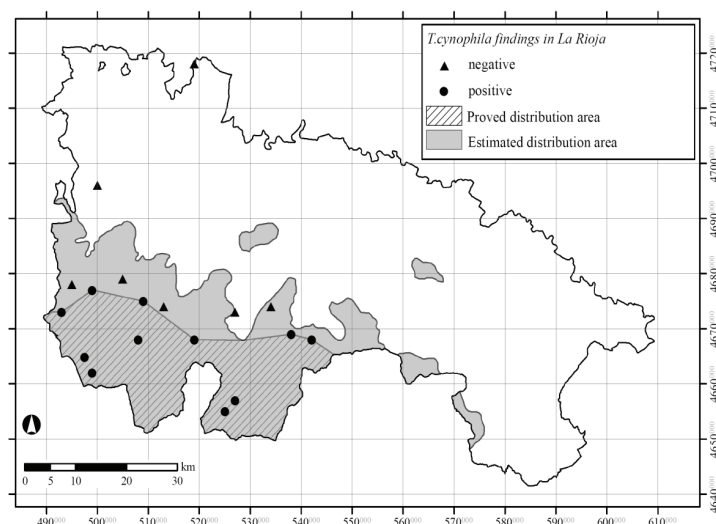 T.cynophila findings in La Rioja
negative
positive
Proved distribution area
Estimated distribution area
4720000
4710000
4700000
4690000
4680000
4670000
4660000
4650000
4640000
km
0 5 10 20 30
490000 500000 510000 520000 530000 540000 550000 560000 570000 580000 590000 600000 610000